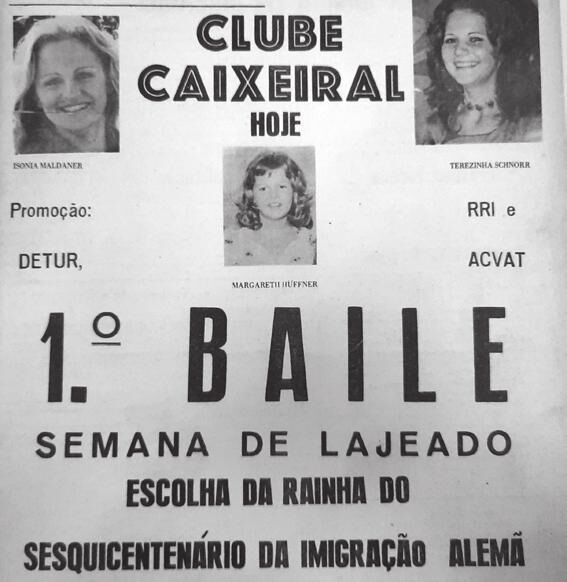 CLUBE
CAIXEIRAL
HOJE
ISONIA MALDANER
TEREZINHA SCHNORR
MARGARETH HUFFNER
Promoção:
RRI e
DETUR,
ACVAT
1.º BAILE
SEMANA DE LAJEADO
ESCOLHA DA RAINHA DO
SESQUICENTENÁRIO DA IMIGRAÇÃO ALEMÃ